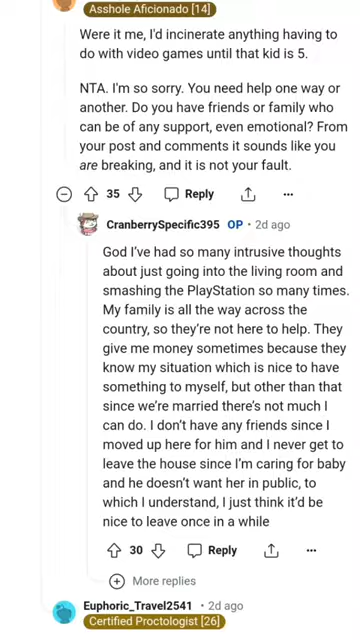 Asshole Aficionado [14]
Were it me, I'd incinerate anything having to
do with video games until that kid is 5.
NTA. I'm so sorry. You need help one way or
another. Do you have friends or family who
can be of any support, even emotional? From
your post and comments it sounds like you
are breaking, and it is not your fault.
35 Reply
CranberrySpecific395 OP • 2d ago
God I've had so many intrusive thoughts
about just going into the living room and
smashing the PlayStation so many times.
My family is all the way across the
country, so they're not here to help. They
give me money sometimes because they
know my situation which is nice to have
something to myself, but other than that
since we're married there's not much I
can do. I don't have any friends since I
moved up here for him and I never get to
leave the house since I'm caring for baby
and he doesn't want her in public, to
which I understand, I just think it'd be
nice to leave once in a while
30 Reply
More replies
Euphoric_Travel2541 • 2d ago
Certified Proctologist [26]